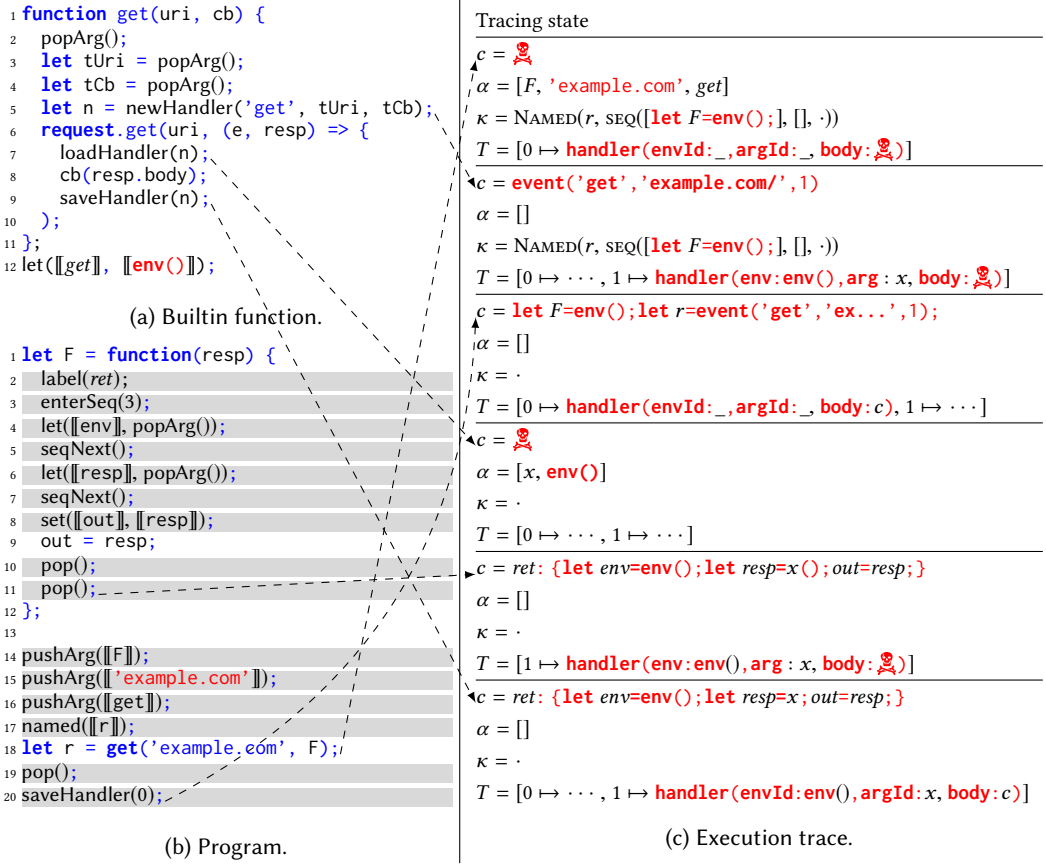 1 function get(uri, cb) {
2 popArg();
3 let tUri = popArg();
4 let tCb = popArg();
5 let n = newHandler('get', tUri, tCb);
6 request.get(uri, (e, resp) => {
7 loadHandler(n);
8 cb(resp.body);
9 saveHandler(n);
10 );
11 };
12 let(⟦get⟧, ⟦env()⟧);
(a) Builtin function.
1 let F = function(resp) {
2 label(ret);
3 enterSeq(3);
4 let(⟦env⟧, popArg());
5 seqNext();
6 let(⟦resp⟧, popArg());
7 seqNext();
8 set(⟦out⟧, ⟦resp⟧);
9 out = resp;
10 pop();
11 pop();
12 };
13
14 pushArg(⟦F⟧);
15 pushArg(⟦'example.com'⟧);
16 pushArg(⟦get⟧);
17 named(⟦r⟧);
18 let r = get('example.com', F);
19 pop();
20 saveHandler(0);
(b) Program.
Tracing state
c = ☠
α = [F, 'example.com', get]
κ = NAMED(r, SEQ([let F=env();], [], ·))
T = [0 ↦ handler(envId:_,argId:_, body:☠)]
c = event('get','example.com/',1)
α = []
κ = NAMED(r, SEQ([let F=env();], [], ·))
T = [0 ↦ ···, 1 ↦ handler(env:env(),arg : x, body:☠)]
c = let F=env();let r=event('get','ex...',1);
α = []
κ = ·
T = [0 ↦ handler(envId:_,argId:_, body:c), 1 ↦ ···]
c = ☠
α = [x, env()]
κ = ·
T = [0 ↦ ···, 1 ↦ ···]
c = ret: {let env=env();let resp=x();out=resp;}
α = []
κ = ·
T = [1 ↦ handler(env:env(),arg : x, body:☠)]
c = ret: {let env=env();let resp=x;out=resp;}
α = []
κ = ·
T = [0 ↦ ···, 1 ↦ handler(envId:env(),argId:x, body:c)]
(c) Execution trace.